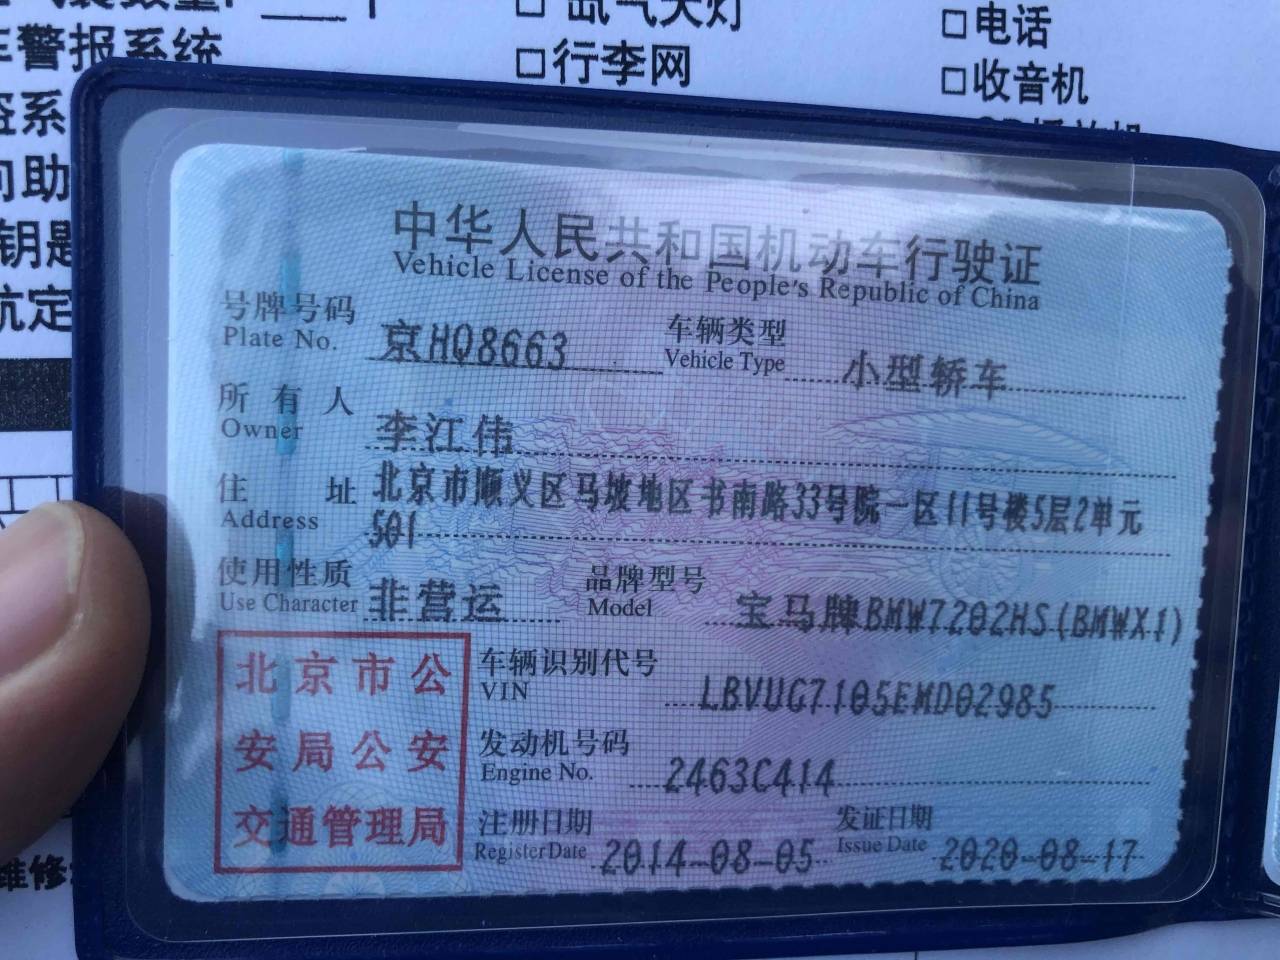 氙气大灯
□电话
车警报系统
□行李网
□收音机
中华人民共和国机动车行驶证
Vehicle License of the People's Republic of China
号牌号码 京HQ8663 车辆类型 小型轿车
Plate No. Vehicle Type
所有人 李江伟
Owner
住址 北京市顺义区马坡地区书南路33号院一区11号楼5层2单元
Address 501
使用性质 非营运 品牌型号 宝马牌BMW7202HS(BMWX1)
Use Character Model
北京市公
安局公安
交通管理局
车辆识别代号 LBVUG7105EMD02985
VIN
发动机号码 2463C414
Engine No.
注册日期 2014-08-05 发证日期 2020-08-17
Register Date Issue Date
维修